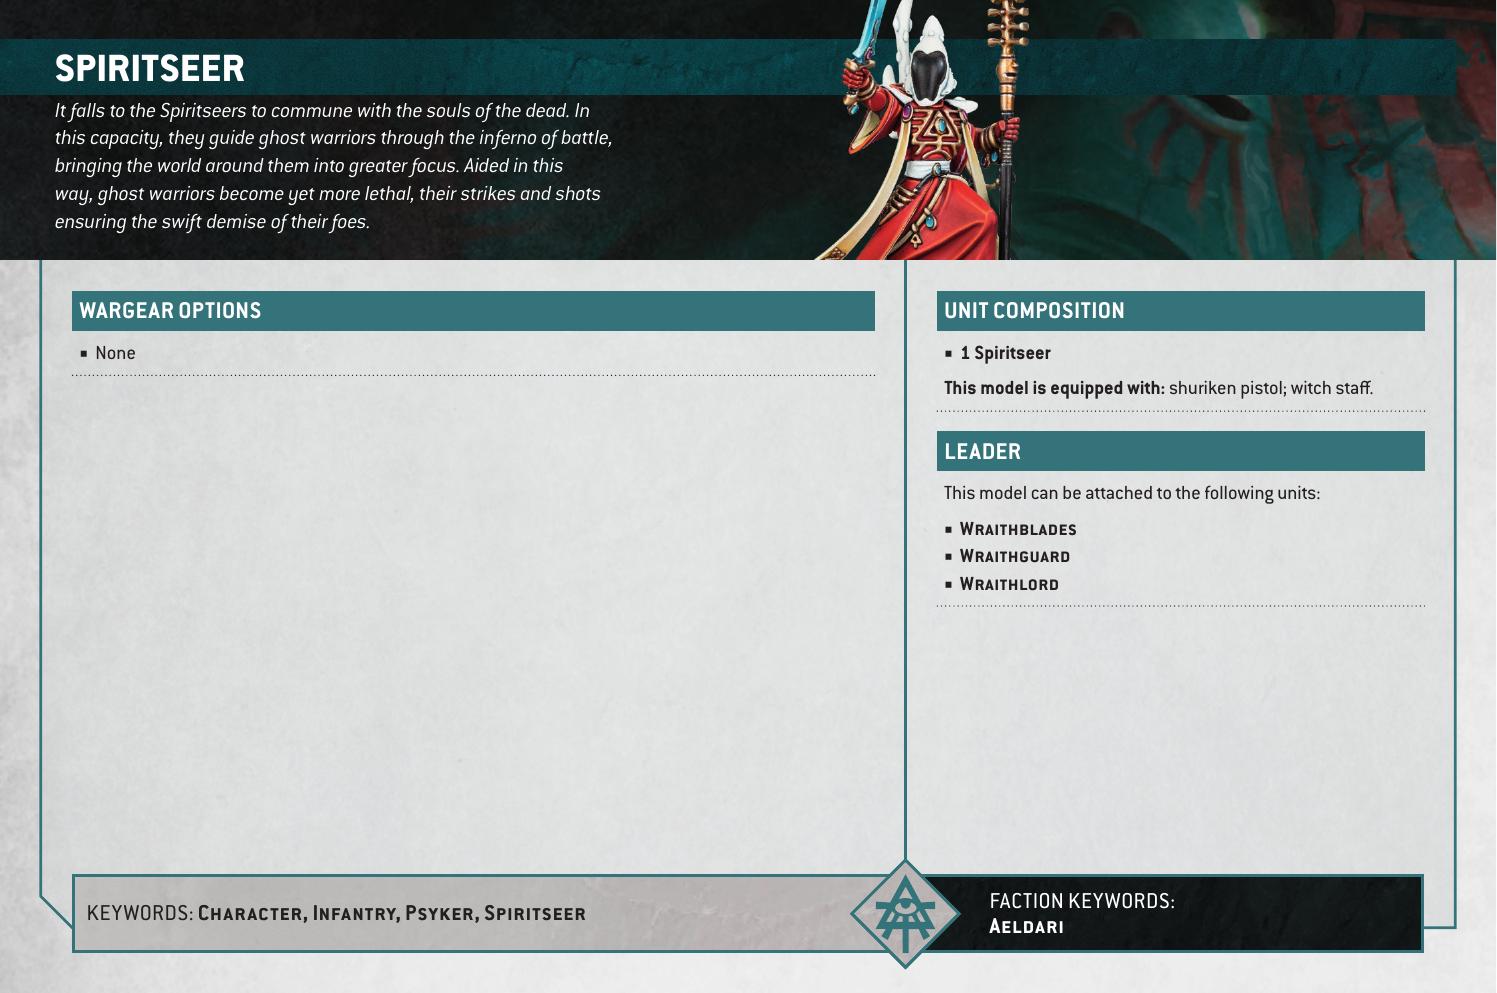 SPIRITSEER
It falls to the Spiritseers to commune with the souls of the dead. In
this capacity, they guide ghost warriors through the inferno of battle,
bringing the world around them into greater focus. Aided in this
way, ghost warriors become yet more lethal, their strikes and shots
ensuring the swift demise of their foes.
WARGEAR OPTIONS
■ None
UNIT COMPOSITION
■ 1 Spiritseer
This model is equipped with: shuriken pistol; witch staff.
LEADER
This model can be attached to the following units:
■ WRAITHBLADES
■ WRAITHGUARD
■ WRAITHLORD
KEYWORDS: CHARACTER, INFANTRY, PSYKER, SPIRITSEER
FACTION KEYWORDS:
AELDARI